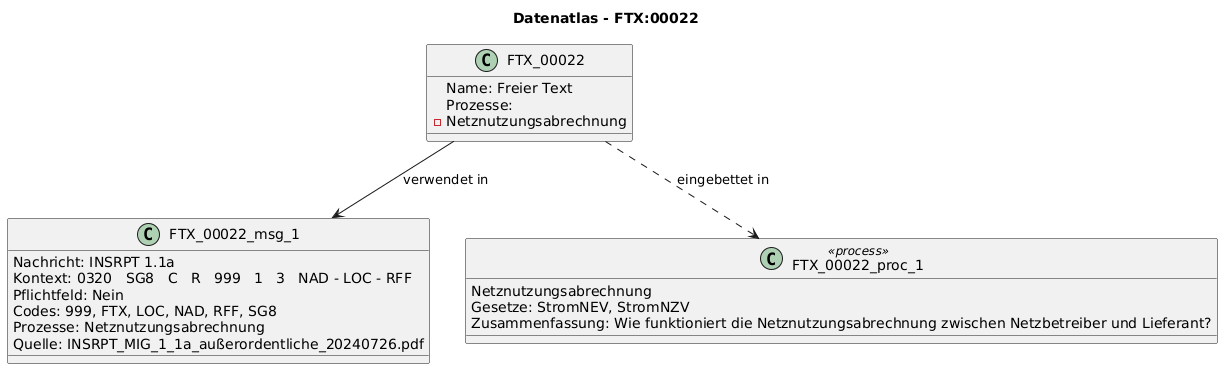 Datenatlas - FTX:00022
C FTX_00022
Name: Freier Text
Prozesse:
Netznutzungsabrechnung
verwendet in
eingebettet in
C FTX_00022_msg_1
Nachricht: INSRPT 1.1a
Kontext: 0320 SG8 C R 999 1 3 NAD - LOC - RFF
Pflichtfeld: Nein
Codes: 999, FTX, LOC, NAD, RFF, SG8
Prozesse: Netznutzungsabrechnung
Quelle: INSRPT_MIG_1_1a_außerordentliche_20240726.pdf
«process»
C FTX_00022_proc_1
Netznutzungsabrechnung
Gesetze: StromNEV, StromNZV
Zusammenfassung: Wie funktioniert die Netznutzungsabrechnung zwischen Netzbetreiber und Lieferant?